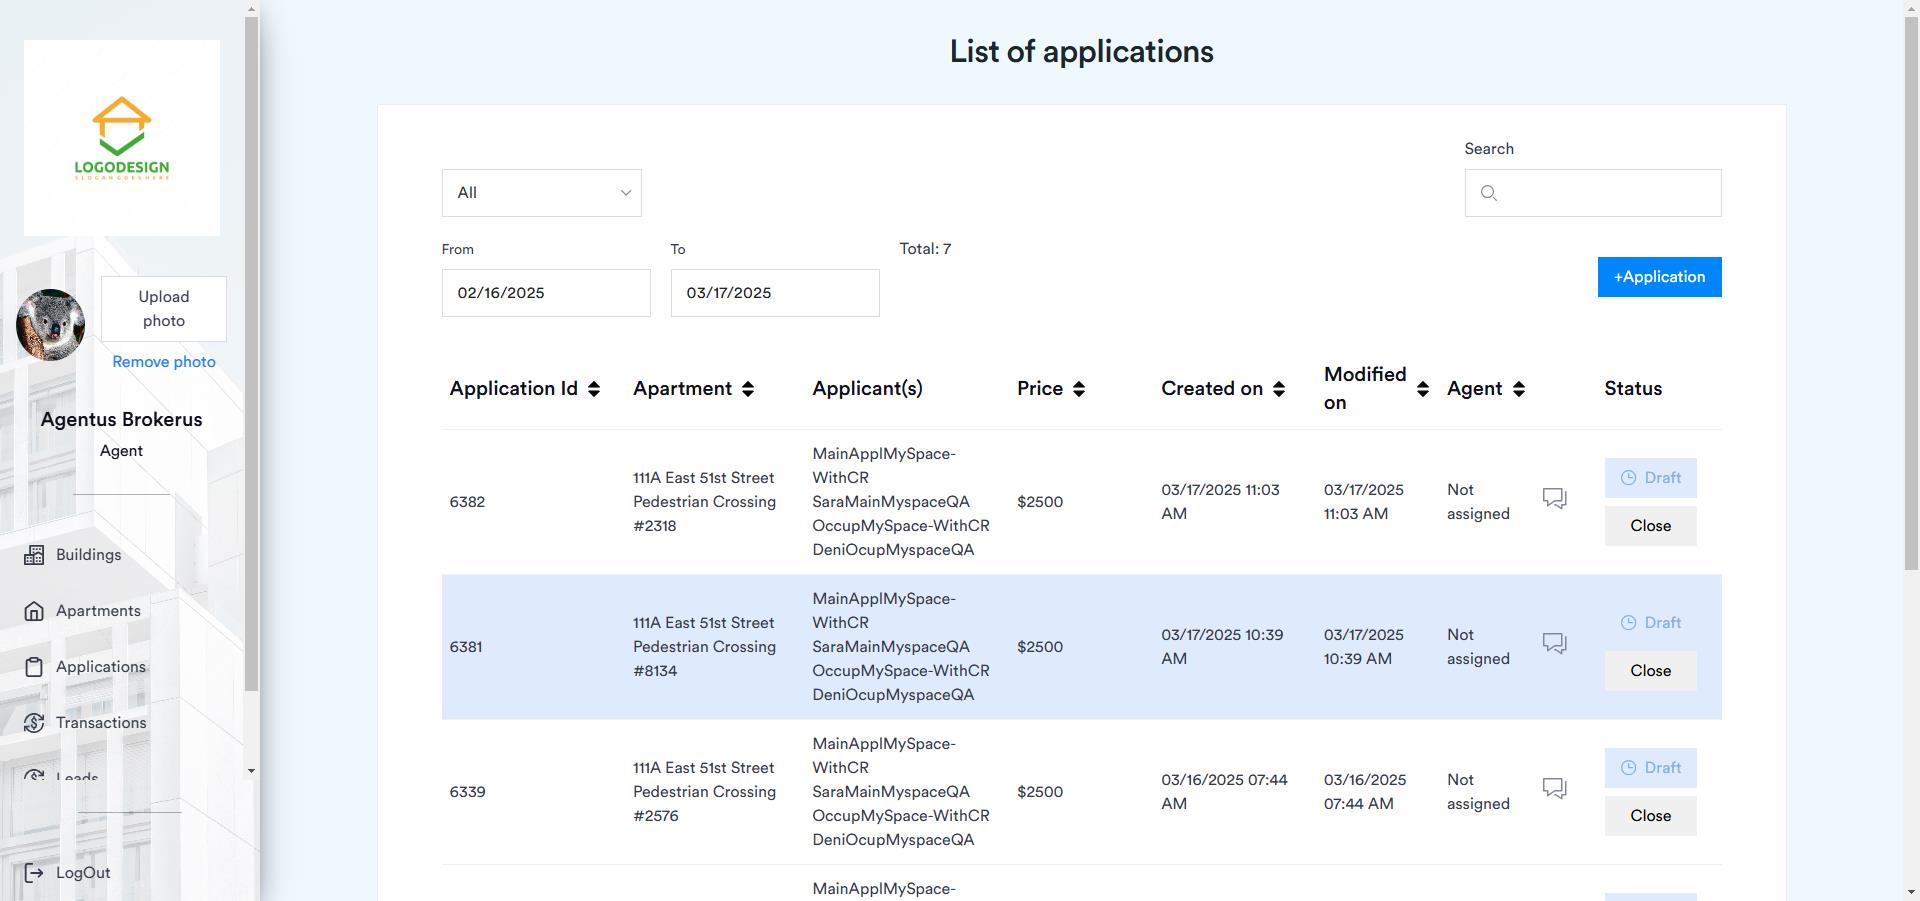 LOGODESIGN
SLOGAN GOES HERE
Upload
photo
Remove photo
Agentus Brokerus
Agent
Buildings
Apartments
Applications
Transactions
Leads
LogOut
List of applications
All
Search
From
To
Total: 7
02/16/2025
03/17/2025
+Application
Application Id
Apartment
Applicant(s)
Price
Created on
Modified
on
Agent
Status
6382
111A East 51st Street
Pedestrian Crossing
#2318
MainApplMySpace-
WithCR
SaraMainMyspaceQA
OccupMySpace-WithCR
DeniOcupMyspaceQA
$2500
03/17/2025 11:03
AM
03/17/2025
11:03 AM
Not
assigned
Draft
Close
6381
111A East 51st Street
Pedestrian Crossing
#8134
MainApplMySpace-
WithCR
SaraMainMyspaceQA
OccupMySpace-WithCR
DeniOcupMyspaceQA
$2500
03/17/2025 10:39
AM
03/17/2025
10:39 AM
Not
assigned
Draft
Close
6339
111A East 51st Street
Pedestrian Crossing
#2576
MainApplMySpace-
WithCR
SaraMainMyspaceQA
OccupMySpace-WithCR
DeniOcupMyspaceQA
$2500
03/16/2025 07:44
AM
03/16/2025
07:44 AM
Not
assigned
Draft
Close
MainApplMySpace-